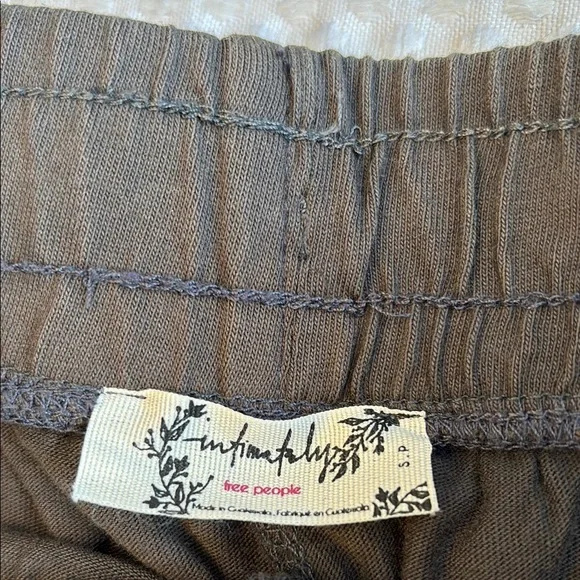 intimately
free people
Made in Guatemala, Fabriqué en Guatemala
S.P